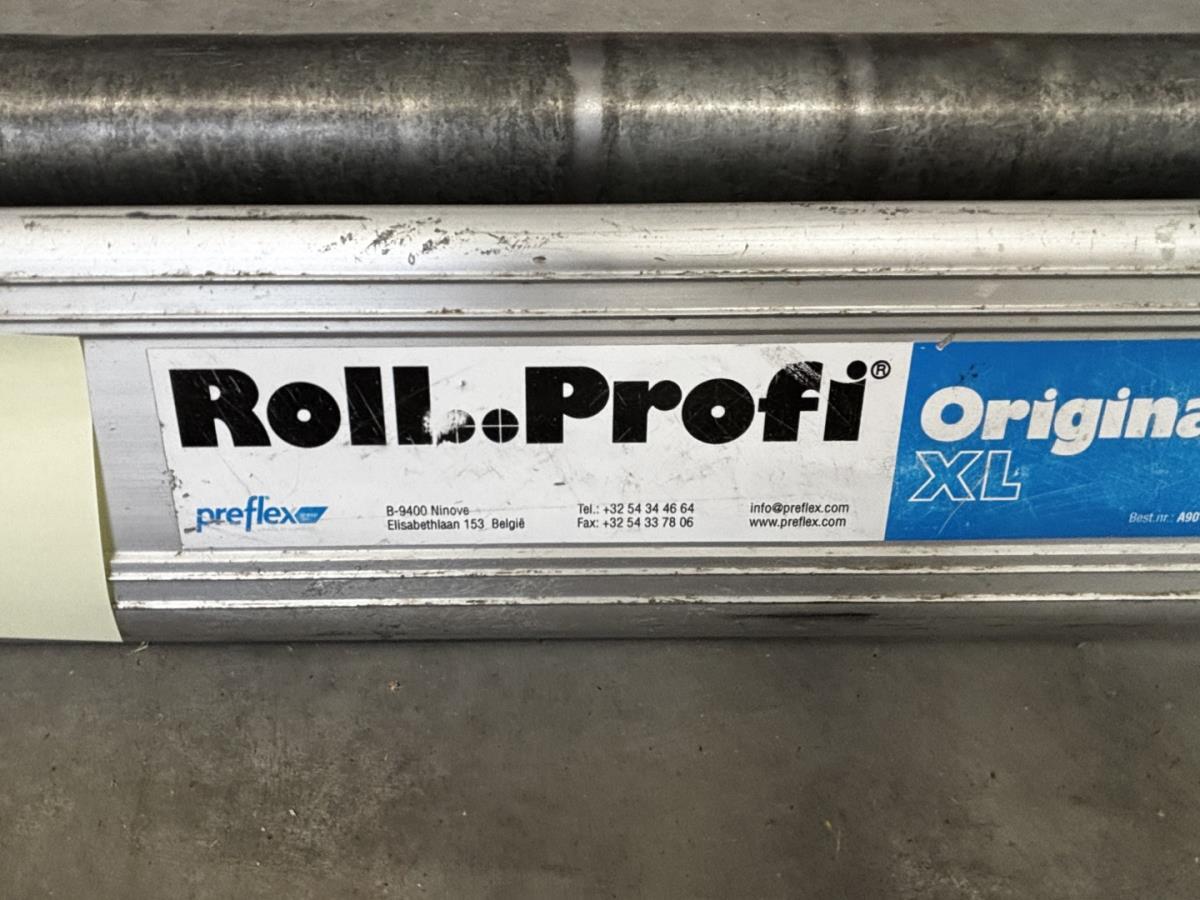 Roll..Profi®
Origina
XL
preflex
B-9400 Ninove
Elisabethlaan 153 België
Tel.: +32 54 34 46 64
Fax: +32 54 33 78 06
info@preflex.com
www.preflex.com
Best.nr.: A90